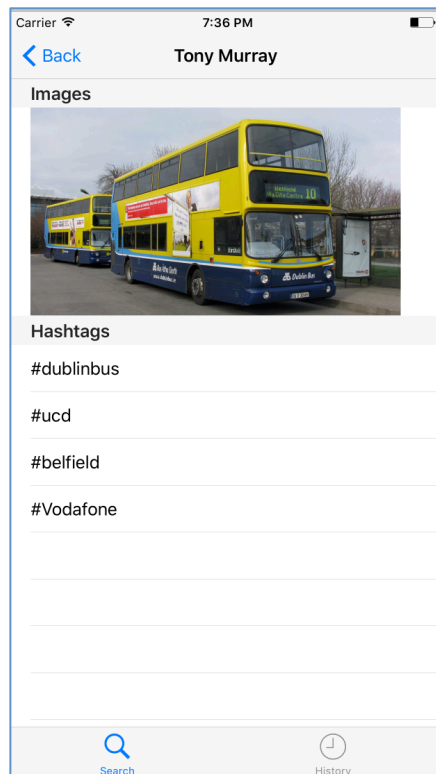 Carrier 7:36 PM
Back Tony Murray
Images
10
Dublin Bus
Hashtags
#dublinbus
#ucd
#belfield
#Vodafone
Search History